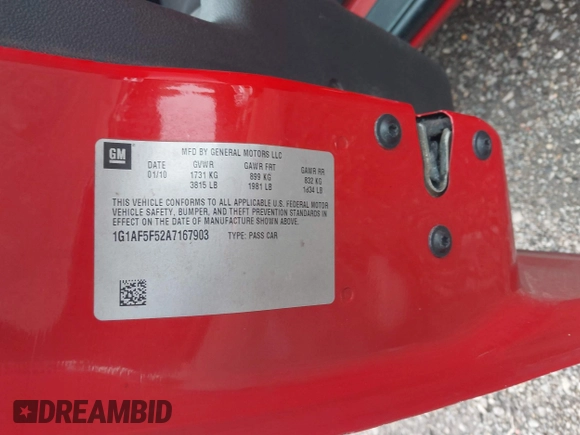 GM
MFD BY GENERAL MOTORS LLC
DATE GVWR GAWR FRT GAWR RR
01/10 1731 KG 899 KG 832 KG
3815 LB 1981 LB 1834 LB
THIS VEHICLE CONFORMS TO ALL APPLICABLE U.S. FEDERAL MOTOR
VEHICLE SAFETY, BUMPER, AND THEFT PREVENTION STANDARDS IN
EFFECT ON THE DATE OF MANUFACTURE SHOWN ABOVE.
1G1AF5F52A7167903 TYPE: PASS CAR
DREAMBID